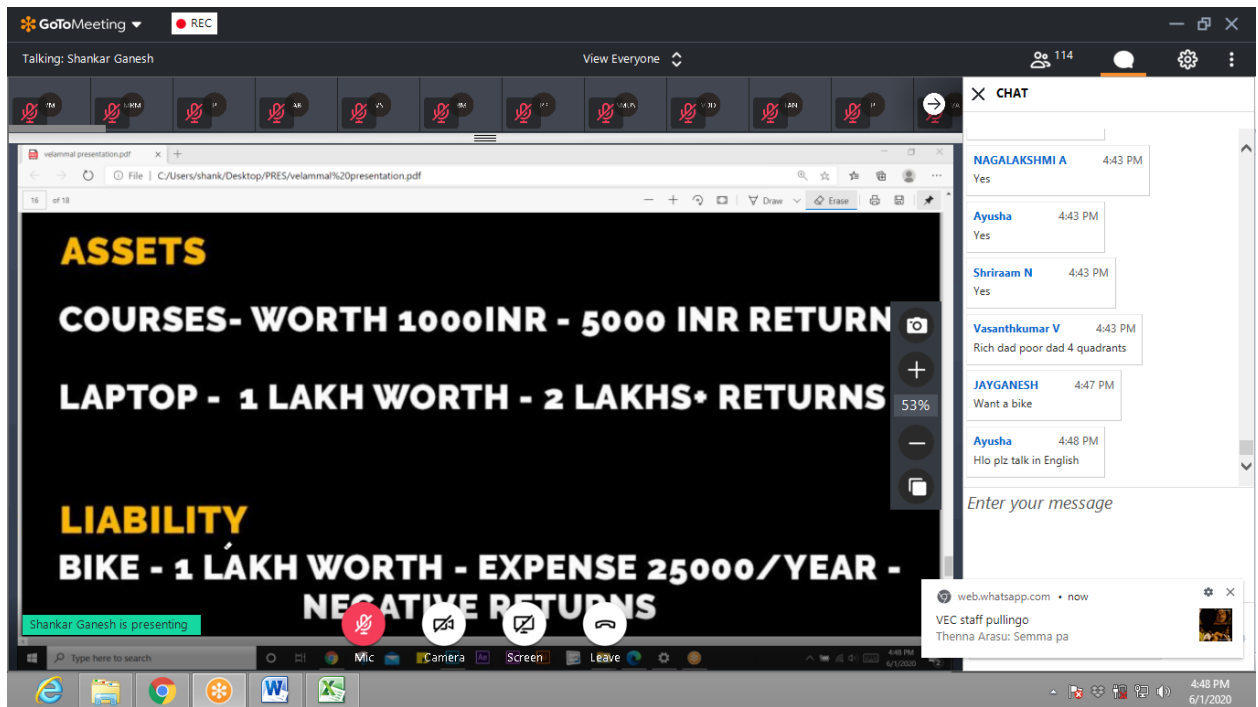 GoToMeeting
REC
Talking: Shankar Ganesh
View Everyone
114
CHAT
velammal presentation.pdf
File | C:/Users/shank/Desktop/PRES/velammal%20presentation.pdf
16 of 18
Draw
Erase
ASSETS
COURSES- WORTH 1000INR - 5000 INR RETURN
LAPTOP - 1 LAKH WORTH - 2 LAKHS+ RETURNS
LIABILITY
BIKE - 1 LAKH WORTH - EXPENSE 25000/YEAR -
NEGATIVE RETURNS
53%
Shankar Ganesh is presenting
Type here to search
Mic
Camera
Screen
Leave
4:48 PM
6/1/2020
NAGALAKSHMI A 4:43 PM
Yes
Ayusha 4:43 PM
Yes
Shriraam N 4:43 PM
Yes
Vasanthkumar V 4:43 PM
Rich dad poor dad 4 quadrants
JAYGANESH 4:47 PM
Want a bike
Ayusha 4:48 PM
Hlo plz talk in English
Enter your message
web.whatsapp.com • now
VEC staff pullingo
Thenna Arasu: Semma pa
4:48 PM
6/1/2020